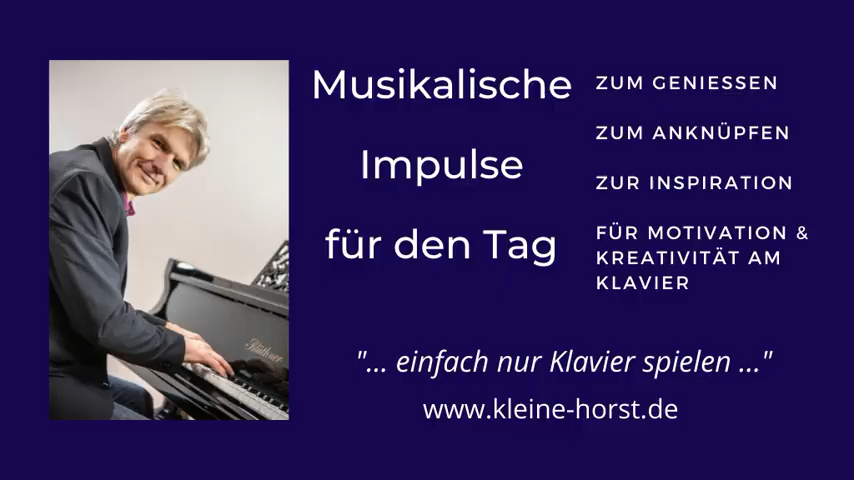 Musikalische
Impulse
für den Tag
ZUM GENIESSEN
ZUM ANKNÜPFEN
ZUR INSPIRATION
FÜR MOTIVATION &
KREATIVITÄT AM
KLAVIER
Blüthner
"... einfach nur Klavier spielen ..."
www.kleine-horst.de